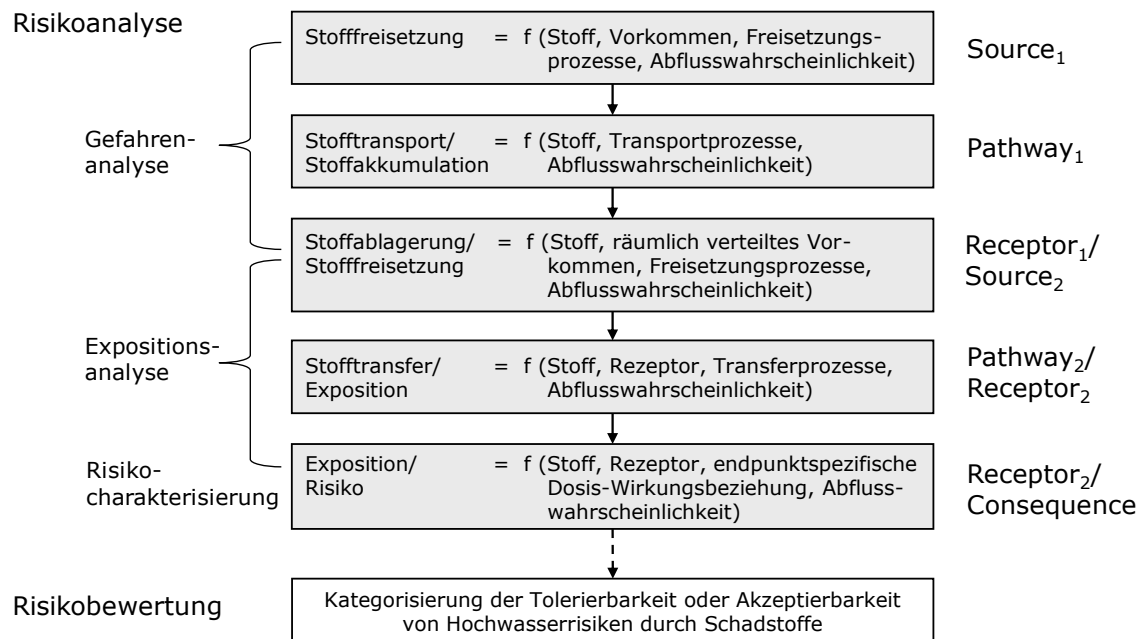 Risikoanalyse
Stofffreisetzung = f (Stoff, Vorkommen, Freisetzungs-
prozesse, Abflusswahrscheinlichkeit)
Source₁
Gefahren-
analyse
Stofftransport/ = f (Stoff, Transportprozesse,
Stoffakkumulation Abflusswahrscheinlichkeit)
Pathway₁
Stoffablagerung/ = f (Stoff, räumlich verteiltes Vor-
Stofffreisetzung kommen, Freisetzungsprozesse,
Abflusswahrscheinlichkeit)
Receptor₁/
Source₂
Expositions-
analyse
Stofftransfer/ = f (Stoff, Rezeptor, Transferprozesse,
Exposition Abflusswahrscheinlichkeit)
Pathway₂/
Receptor₂
Risiko-
charakterisierung
Exposition/ = f (Stoff, Rezeptor, endpunktspezifische
Risiko Dosis-Wirkungsbeziehung, Abfluss-
wahrscheinlichkeit)
Receptor₂/
Consequence
Risikobewertung
Kategorisierung der Tolerierbarkeit oder Akzeptierbarkeit
von Hochwasserrisiken durch Schadstoffe